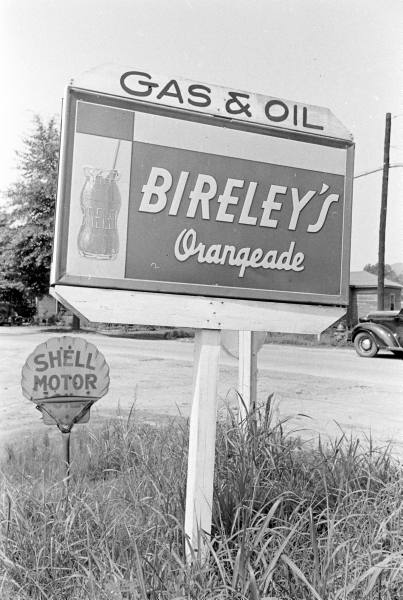 GAS & OIL
BIRELEY'S
Orangeade
SHELL
MOTOR